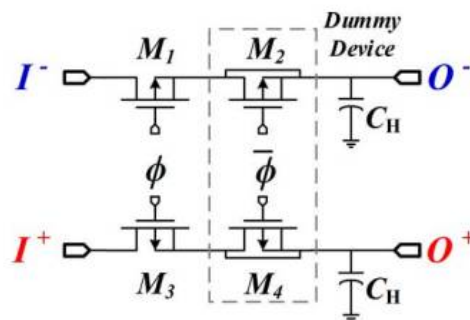 Dummy
Device
M1 M2
I- O-
CH
ϕ ϕ̅
I+ O+
M3 M4 CH